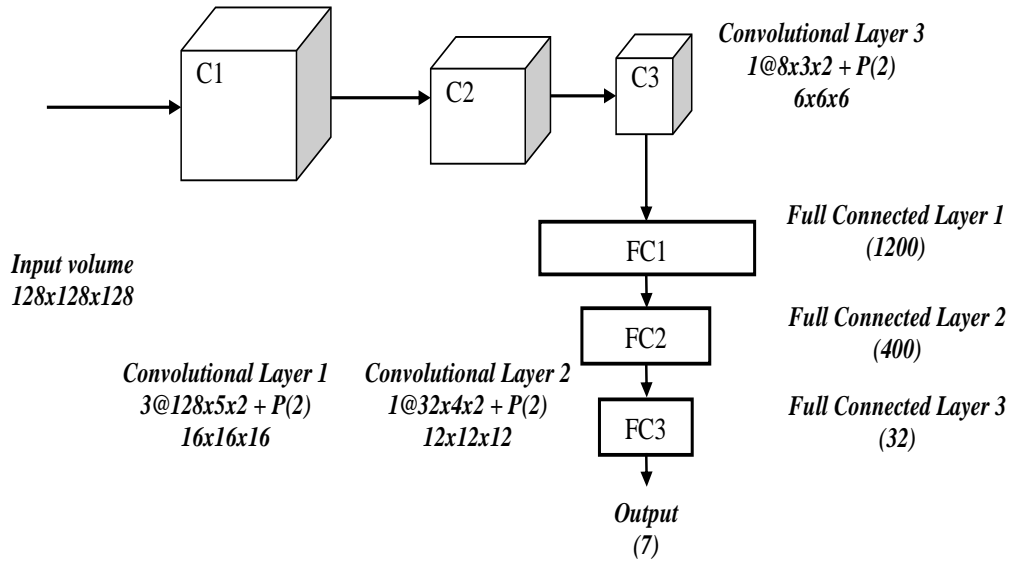 C1
C2
C3
Convolutional Layer 3
1@8x3x2 + P(2)
6x6x6
Input volume
128x128x128
Convolutional Layer 1
3@128x5x2 + P(2)
16x16x16
Convolutional Layer 2
1@32x4x2 + P(2)
12x12x12
FC1
Full Connected Layer 1
(1200)
FC2
Full Connected Layer 2
(400)
FC3
Full Connected Layer 3
(32)
Output
(7)